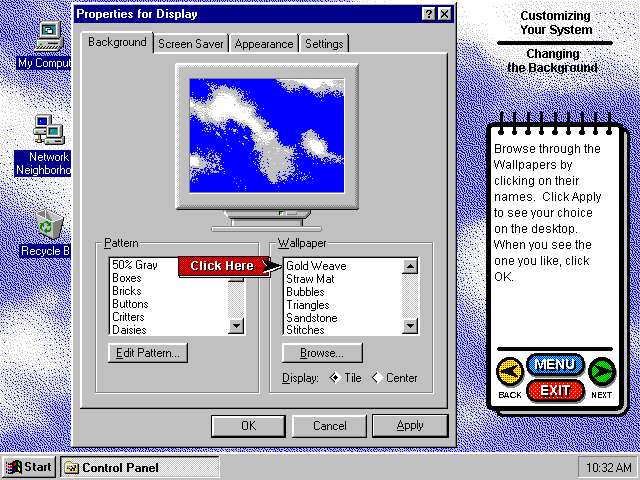 Properties for Display
Background
Screen Saver
Appearance
Settings
My Comput
Network
Neighborho
Recycle B
Pattern
50% Gray
Boxes
Bricks
Buttons
Critters
Daisies
Edit Pattern...
Click Here
Wallpaper
Gold Weave
Straw Mat
Bubbles
Triangles
Sandstone
Stitches
Browse...
Display: Tile Center
OK
Cancel
Apply
Customizing
Your System
Changing
the Background
Browse through the
Wallpapers by
clicking on their
names. Click Apply
to see your choice
on the desktop.
When you see the
one you like, click
OK.
MENU
EXIT
BACK
NEXT
Start
Control Panel
10:32 AM